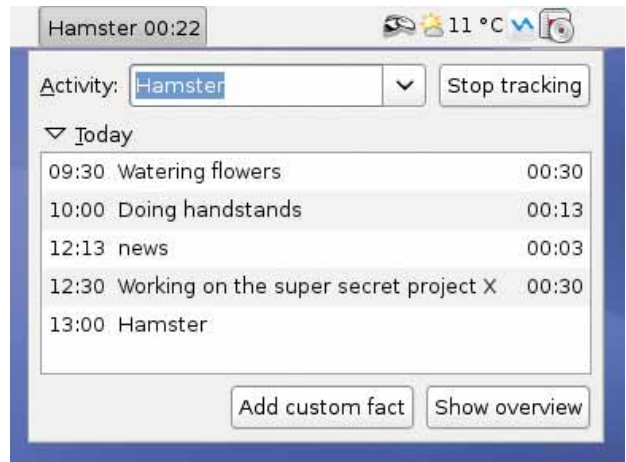 Hamster 00:22 11 °C
Activity: Hamster Stop tracking
Today
09:30 Watering flowers 00:30
10:00 Doing handstands 00:13
12:13 news 00:03
12:30 Working on the super secret project X 00:30
13:00 Hamster
Add custom fact Show overview